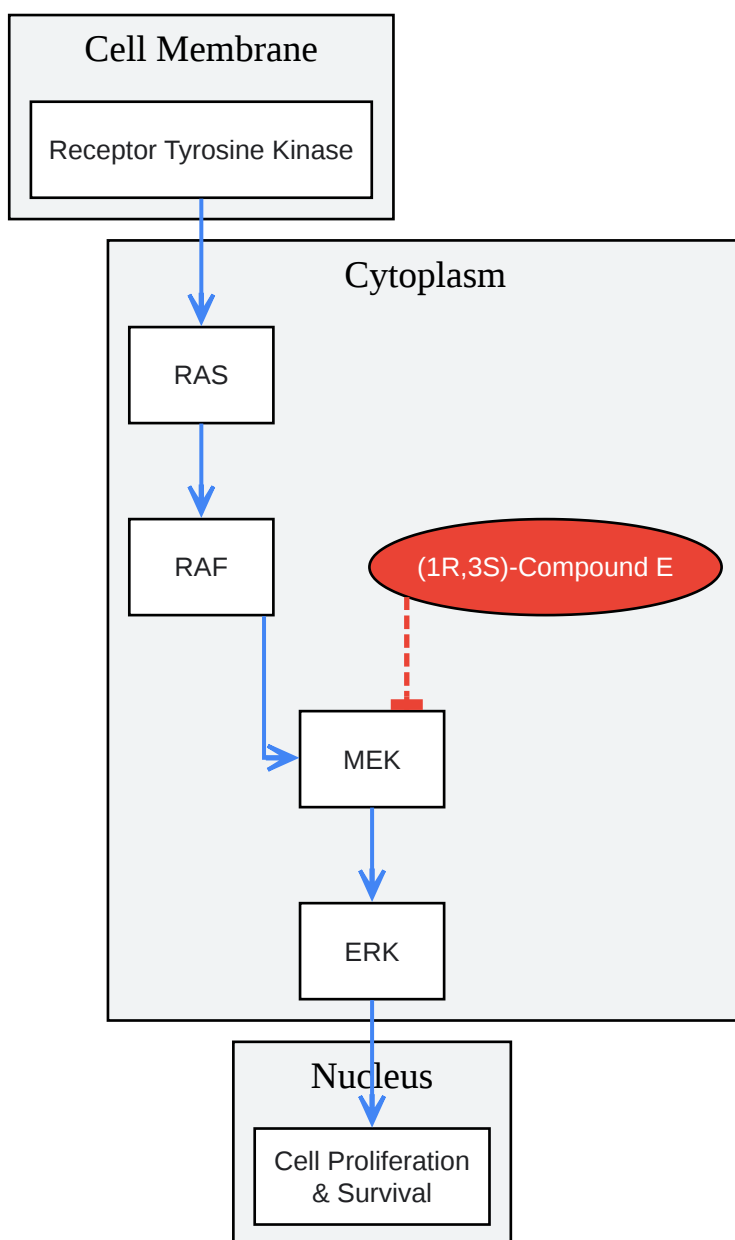 Cell Membrane
Receptor Tyrosine Kinase
Cytoplasm
RAS
RAF
(1R,3S)-Compound E
MEK
ERK
Nucleus
Cell Proliferation
& Survival